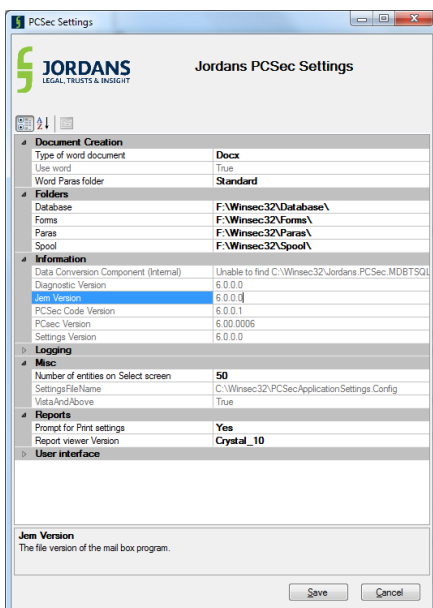 PCSec Settings
JORDANS
LEGAL, TRUSTS & INSIGHT
Jordans PCSec Settings
Document Creation
Type of word document Docx
Use word True
Word Paras folder Standard
Folders
Database F:\Winsec32\Database\
Forms F:\Winsec32\Forms\
Paras F:\Winsec32\Paras\
Spool F:\Winsec32\Spool\
Information
Data Conversion Component (Internal) Unable to find C:\Winsec32\Jordans.PCSec.MDBTSQL
Diagnostic Version 6.0.0.0
Jem Version 6.0.0.0
PCSec Code Version 6.0.0.1
PCsec Version 6.00.0006
Settings Version 6.0.0.0
Logging
Misc
Number of entities on Select screen 50
SettingsFileName C:\Winsec32\PCSecApplicationSettings.Config
VistaAndAbove True
Reports
Prompt for Print settings Yes
Report viewer Version Crystal_10
User interface
Jem Version
The file version of the mail box program.
Save Cancel